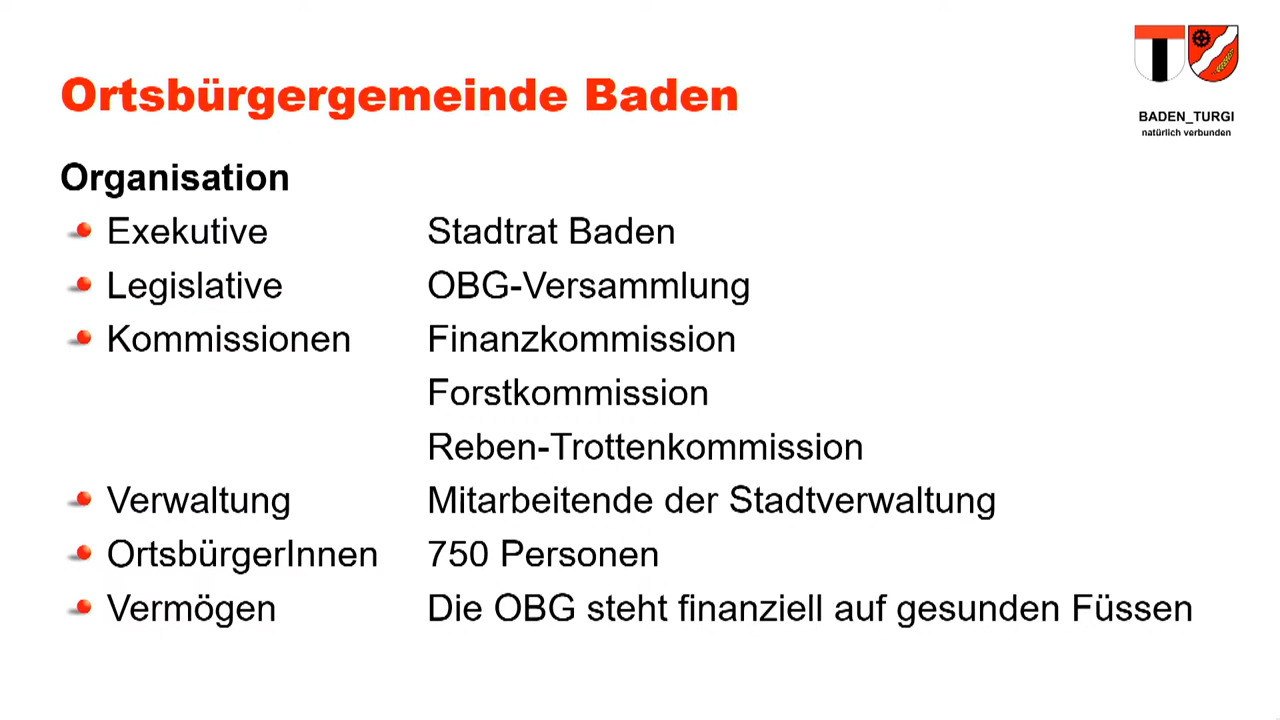 Ortsbürgergemeinde Baden
BADEN_TURGI
natürlich verbunden
Organisation
Exekutive Stadtrat Baden
Legislative OBG-Versammlung
Kommissionen Finanzkommission
Forstkommission
Reben-Trottenkommission
Verwaltung Mitarbeitende der Stadtverwaltung
OrtsbürgerInnen 750 Personen
Vermögen Die OBG steht finanziell auf gesunden Füssen